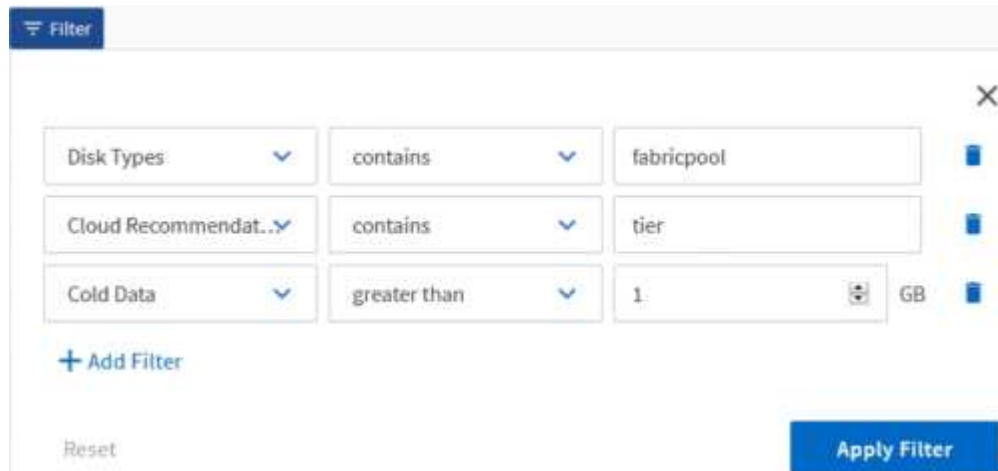 Filter
Disk Types contains fabricpool
Cloud Recommendat... contains tier
Cold Data greater than 1 GB
+ Add Filter
Reset Apply Filter